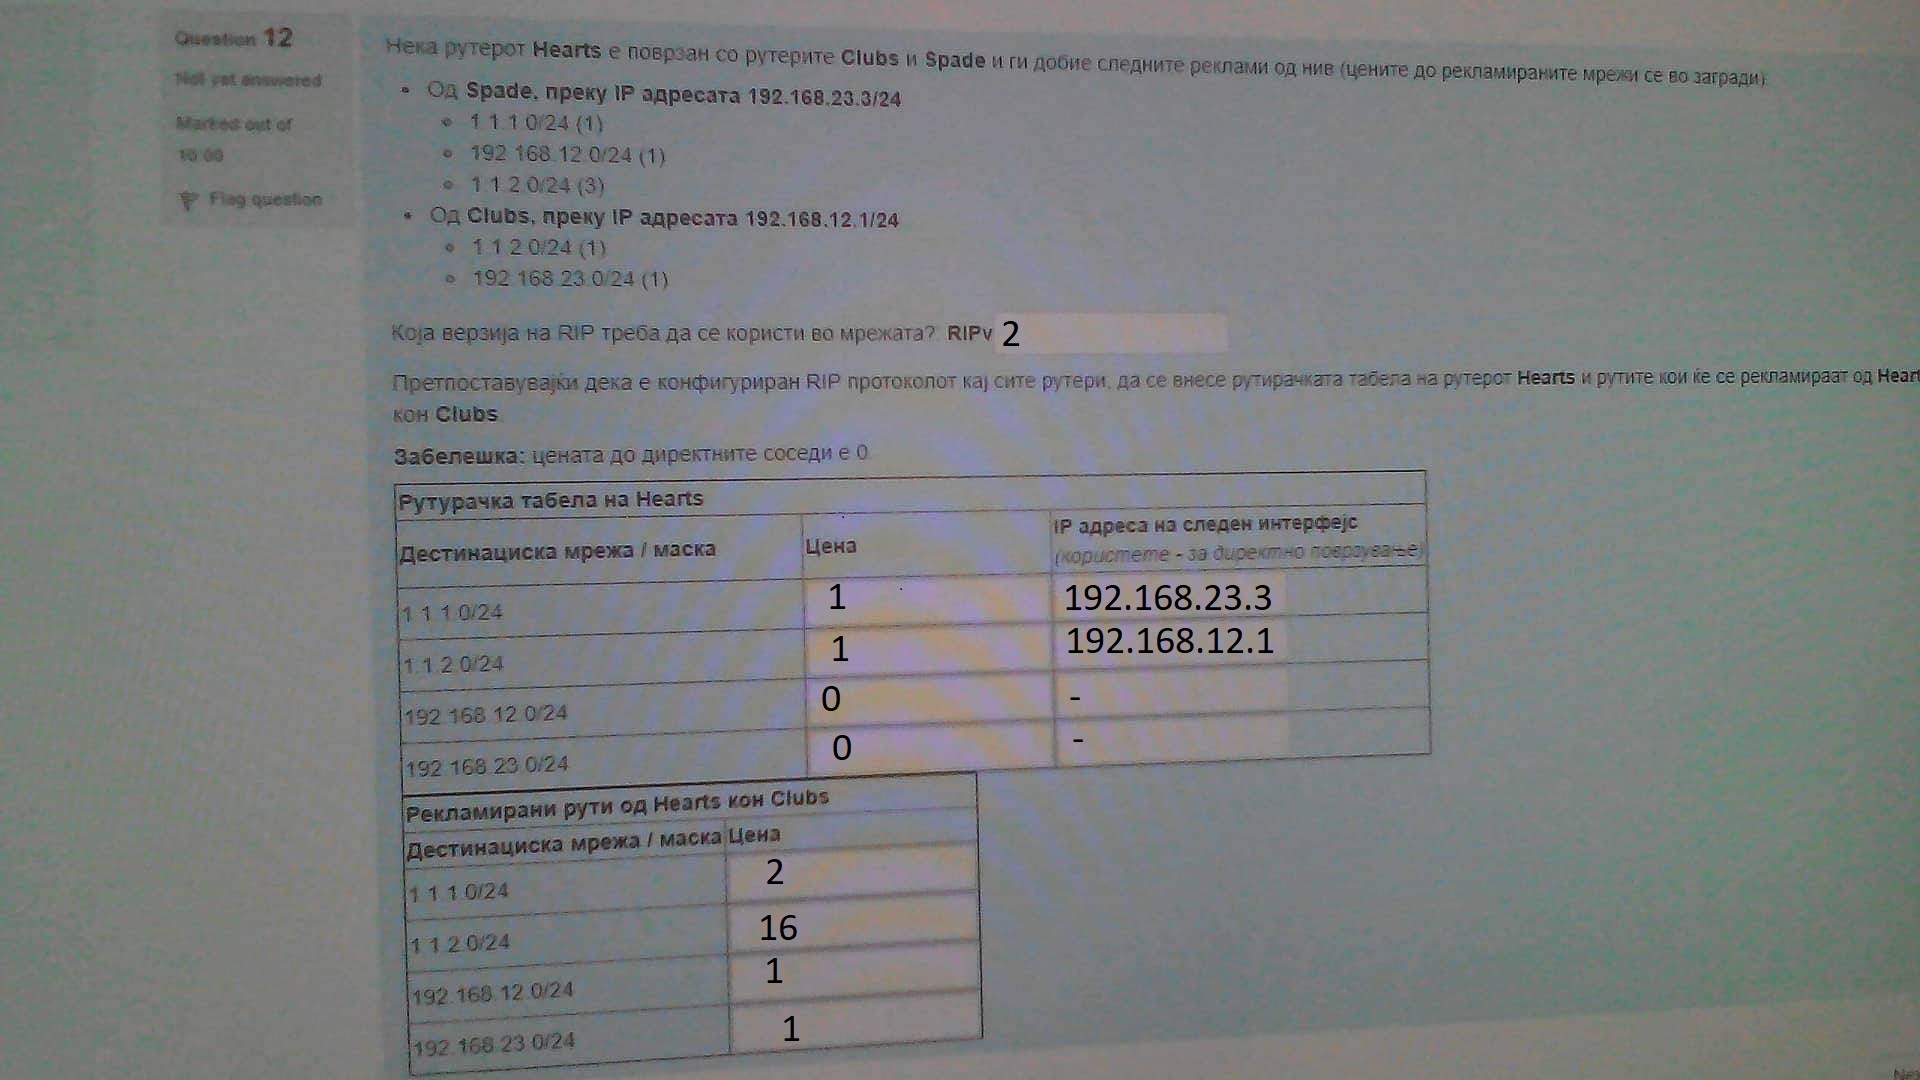 Question 12
Not yet answered
Marked out of
10.00
Flag question
Нека рутерот Hearts е поврзан со рутерите Clubs и Spade и ги добие следните реклами од нив (цените до рекламираните мрежи се во загради):
• Од Spade, преку IP адресата 192.168.23.3/24
1.1.1.0/24 (1)
192.168.12.0/24 (1)
1.1.2.0/24 (3)
• Од Clubs, преку IP адресата 192.168.12.1/24
1.1.2.0/24 (1)
192.168.23.0/24 (1)
Која верзија на RIP треба да се користи во мрежата? RIPv 2
Претпоставувајќи дека е конфигуриран RIP протоколот кај сите рутери, да се внесе рутирачката табела на рутерот Hearts и рутите кои ќе се рекламираат од Heart
кон Clubs.
Забелешка: цената до директните соседи е 0.
Рутурачка табела на Hearts
Дестинациска мрежа / маска Цена IP адреса на следен интерфејс
(користете - за директно поврзување)
1.1.1.0/24 1 192.168.23.3
1.1.2.0/24 1 192.168.12.1
192.168.12.0/24 0 -
192.168.23.0/24 0 -
Рекламирани рути од Hearts кон Clubs
Дестинациска мрежа / маска Цена
1.1.1.0/24 2
1.1.2.0/24 16
192.168.12.0/24 1
192.168.23.0/24 1
Nex